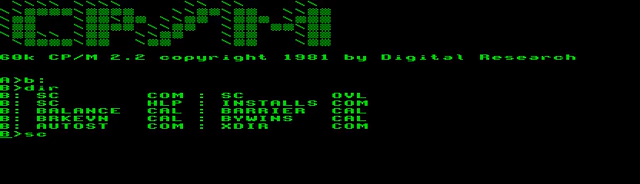 CP/M
60k CP/M 2.2 copyright 1981 by Digital Research
A>b:
B>dir
B: SC       COM : SC       OVL
B: SC       HLP : INSTALLS COM
B: BALANCE  CAL : BARRIER  CAL
B: BRKEVN   CAL : BYWINS   CAL
B: AUTOST   COM : XDIR     COM
B>sc